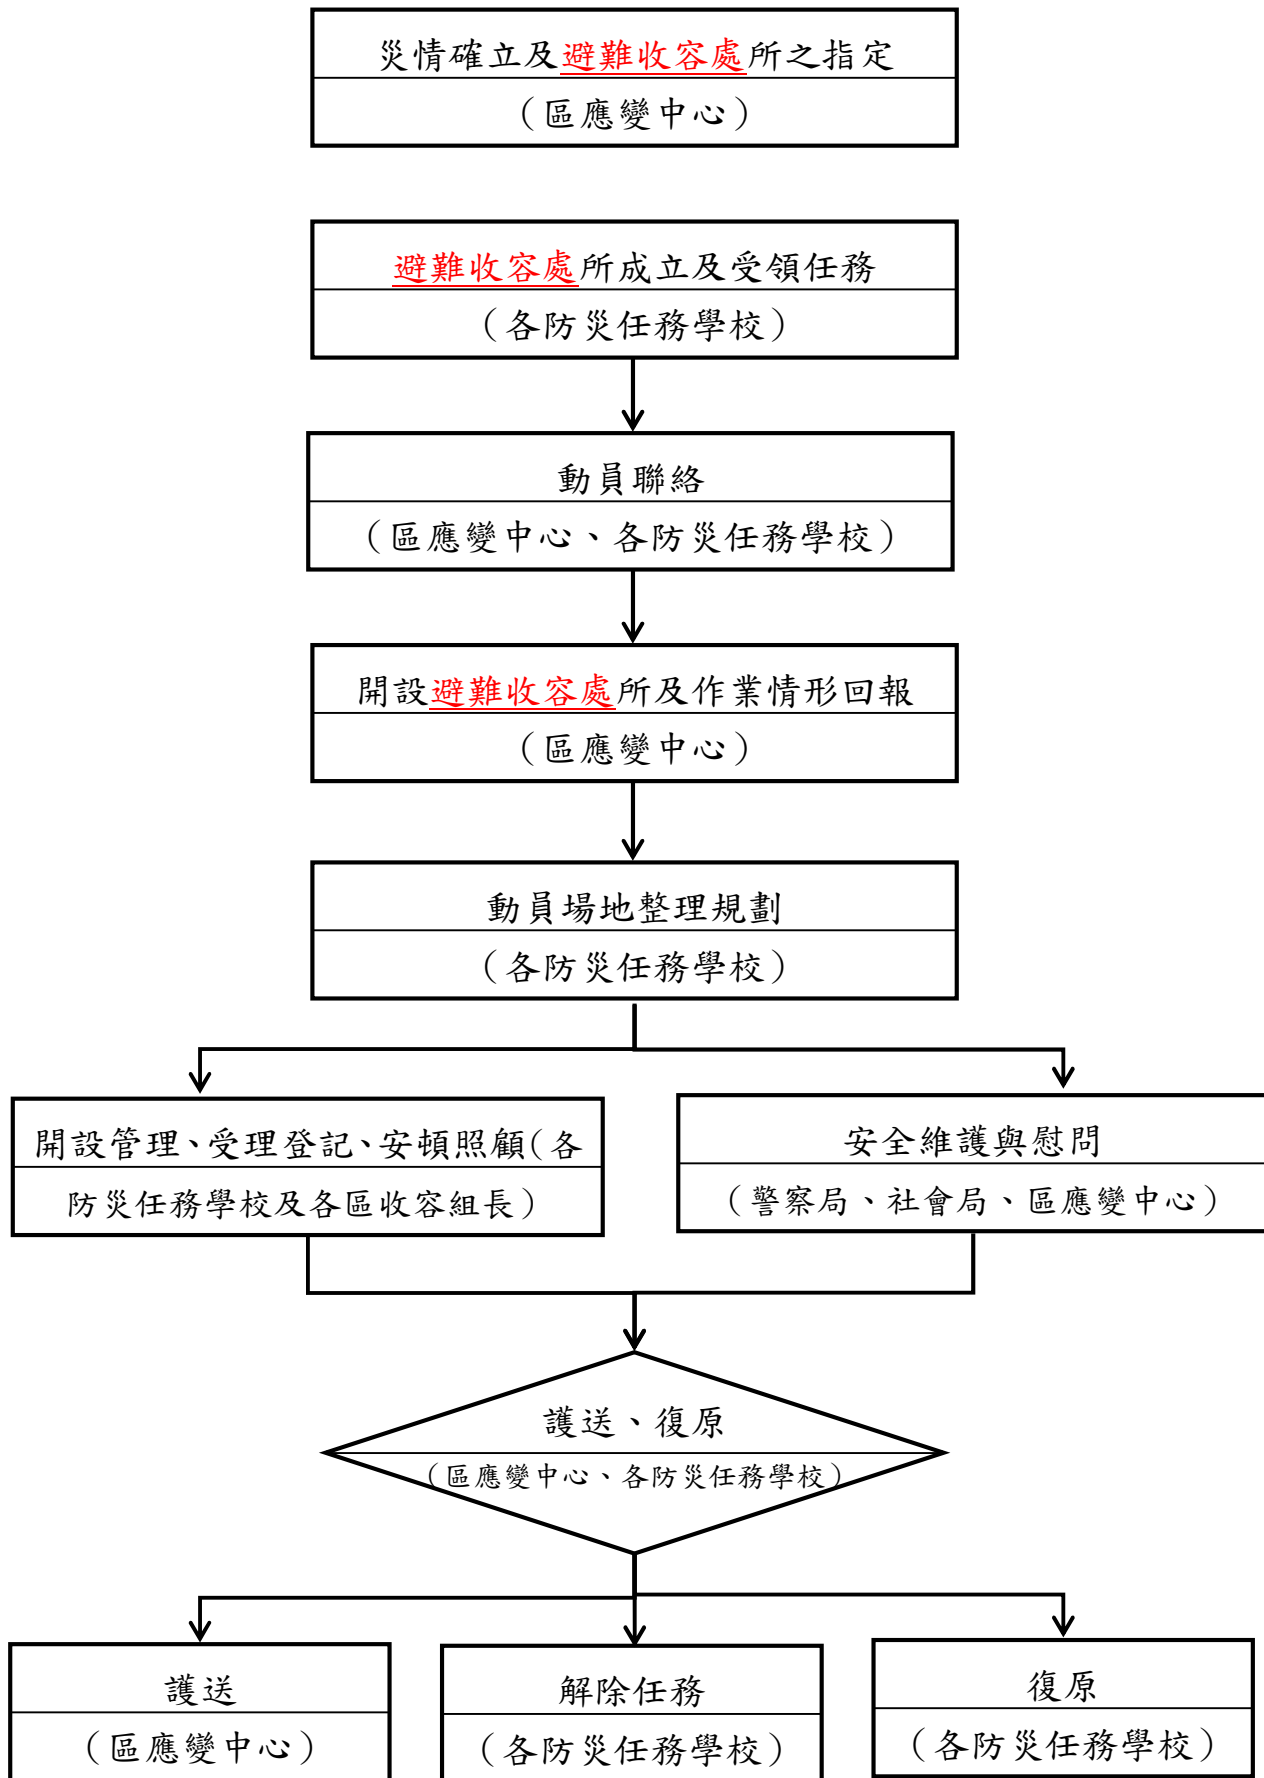 災情確立及避難收容處所之指定
（區應變中心）
避難收容處所成立及受領任務
（各防災任務學校）
動員聯絡
（區應變中心、各防災任務學校）
開設避難收容處所及作業情形回報
（區應變中心）
動員場地整理規劃
（各防災任務學校）
開設管理、受理登記、安頓照顧（各
防災任務學校及各區收容組長）
安全維護與慰問
（警察局、社會局、區應變中心）
護送、復原
（區應變中心、各防災任務學校）
護送
（區應變中心）
解除任務
（各防災任務學校）
復原
（各防災任務學校）